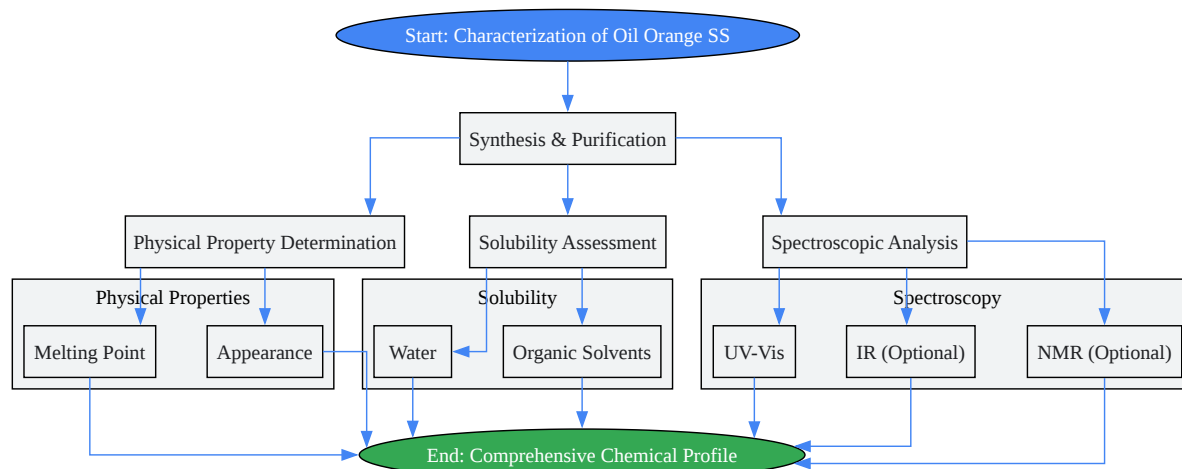 Start: Characterization of Oil Orange SS
Synthesis & Purification
Physical Property Determination
Solubility Assessment
Spectroscopic Analysis
Physical Properties
Solubility
Spectroscopy
Melting Point
Appearance
Water
Organic Solvents
UV-Vis
IR (Optional)
NMR (Optional)
End: Comprehensive Chemical Profile